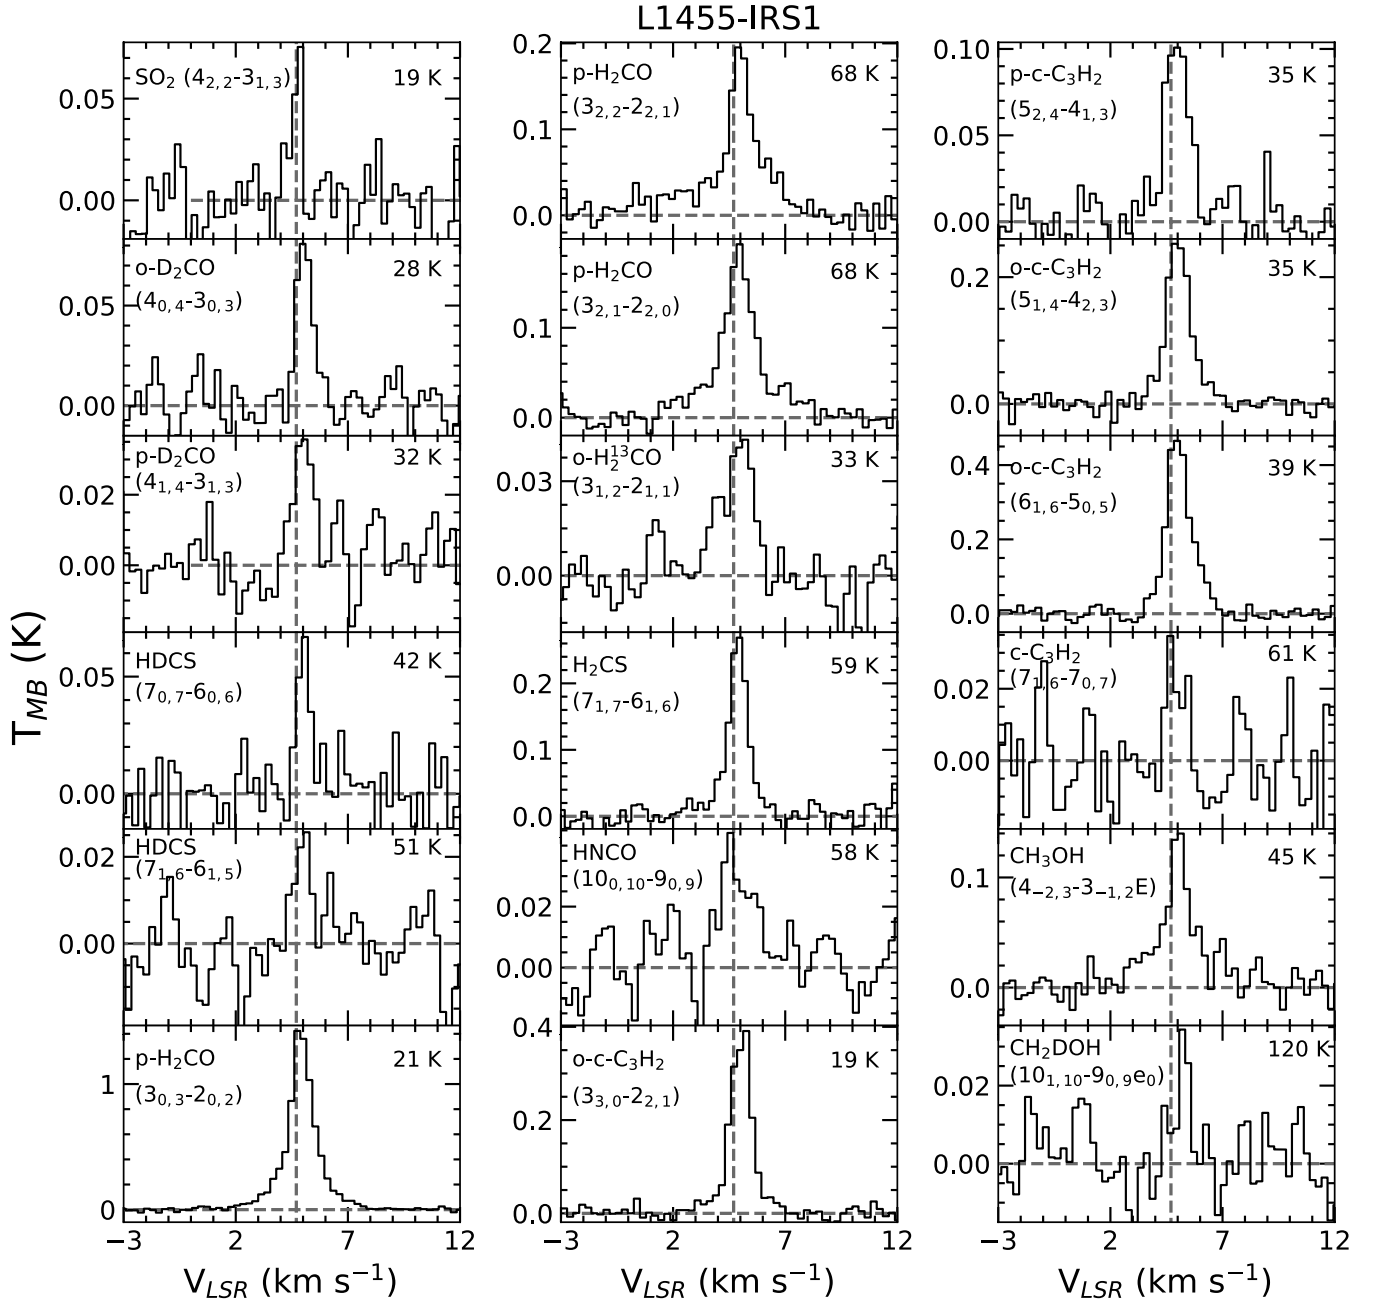 L1455-IRS1
T_MB (K)
SO₂ (4₂,₂-3₁,₃) 19 K
0.05
0.00
o-D₂CO 28 K
(4₀,₄-3₀,₃)
0.05
0.00
p-D₂CO 32 K
(4₁,₄-3₁,₃)
0.02
0.00
HDCS 42 K
(7₀,₇-6₀,₆)
0.05
0.00
HDCS 51 K
(7₁,₆-6₁,₅)
0.02
0.00
p-H₂CO 21 K
(3₀,₃-2₀,₂)
1
0
−3 2 7 12
V_LSR (km s⁻¹)
0.2
p-H₂CO 68 K
(3₂,₂-2₂,₁)
0.1
0.0
p-H₂CO 68 K
(3₂,₁-2₂,₀)
0.1
0.0
o-H₂¹³CO 33 K
(3₁,₂-2₁,₁)
0.03
0.00
H₂CS 59 K
(7₁,₇-6₁,₆)
0.2
0.1
0.0
HNCO 58 K
(10₀,₁₀-9₀,₉)
0.02
0.00
0.4
o-c-C₃H₂ 19 K
(3₃,₀-2₂,₁)
0.2
0.0
−3 2 7 12
V_LSR (km s⁻¹)
0.10
p-c-C₃H₂ 35 K
(5₂,₄-4₁,₃)
0.05
0.00
o-c-C₃H₂ 35 K
(5₁,₄-4₂,₃)
0.2
0.0
o-c-C₃H₂ 39 K
(6₁,₆-5₀,₅)
0.4
0.2
0.0
c-C₃H₂ 61 K
(7₁,₆-7₀,₇)
0.02
0.00
CH₃OH 45 K
(4₋₂,₃-3₋₁,₂E)
0.1
0.0
CH₂DOH 120 K
(10₁,₁₀-9₀,₉e₀)
0.02
0.00
−3 2 7 12
V_LSR (km s⁻¹)